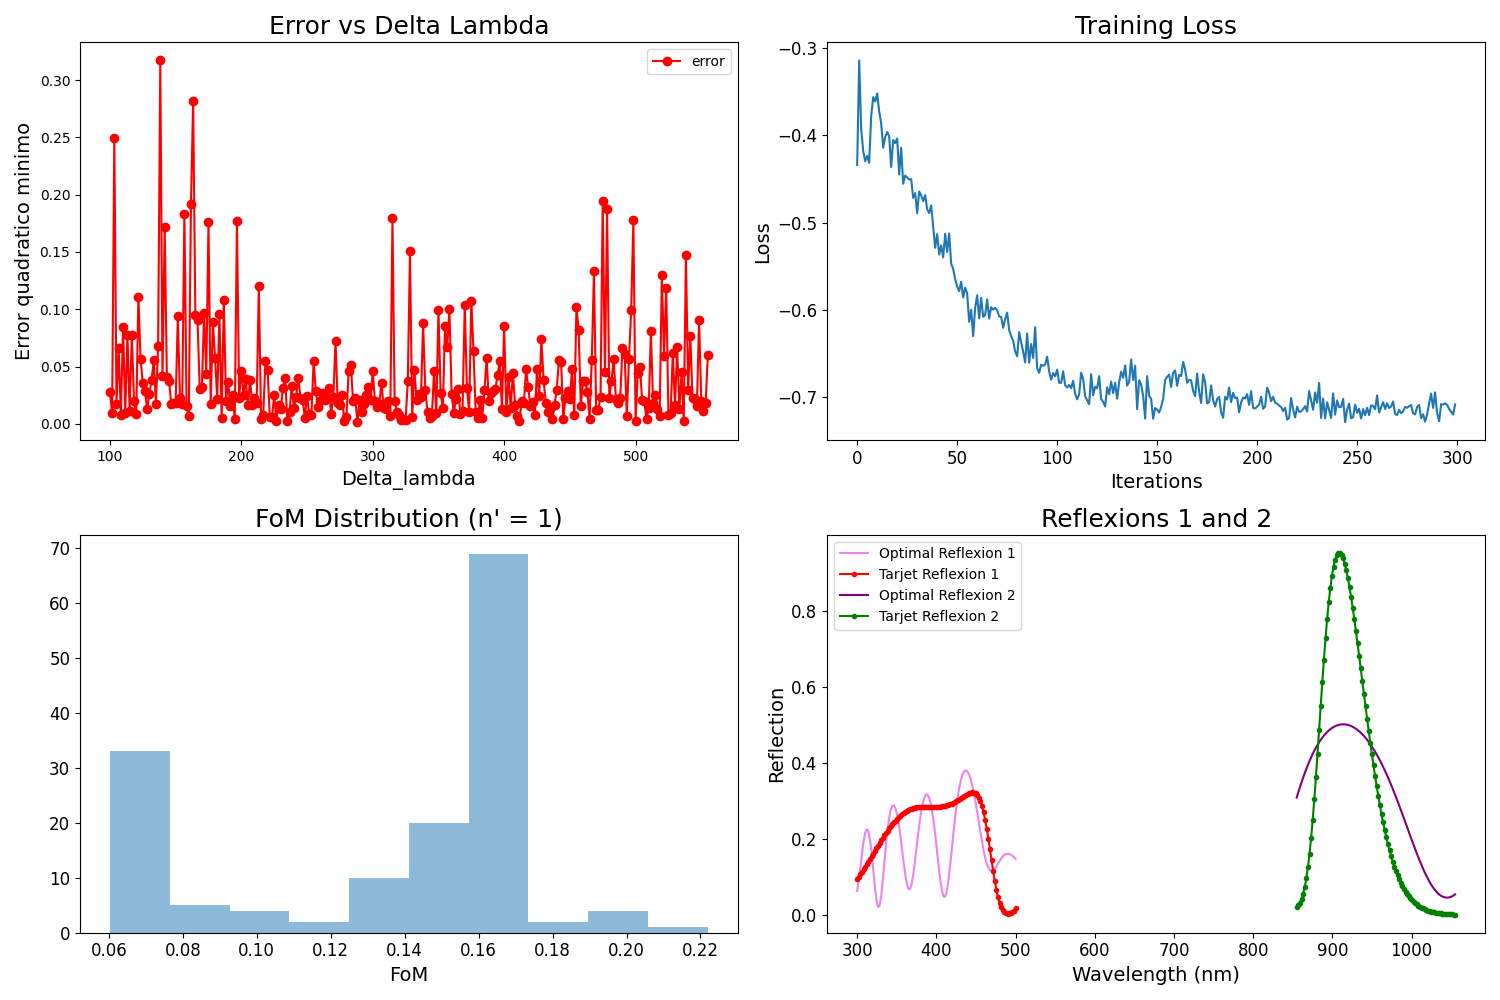 Error vs Delta Lambda
error
Error quadratico minimo
0.30
0.25
0.20
0.15
0.10
0.05
0.00
100 200 300 400 500
Delta_lambda
Training Loss
Loss
−0.3
−0.4
−0.5
−0.6
−0.7
0 50 100 150 200 250 300
Iterations
FoM Distribution (n' = 1)
70
60
50
40
30
20
10
0
0.06 0.08 0.10 0.12 0.14 0.16 0.18 0.20 0.22
FoM
Reflexions 1 and 2
Optimal Reflexion 1
Tarjet Reflexion 1
Optimal Reflexion 2
Tarjet Reflexion 2
Reflection
0.8
0.6
0.4
0.2
0.0
300 400 500 600 700 800 900 1000
Wavelength (nm)